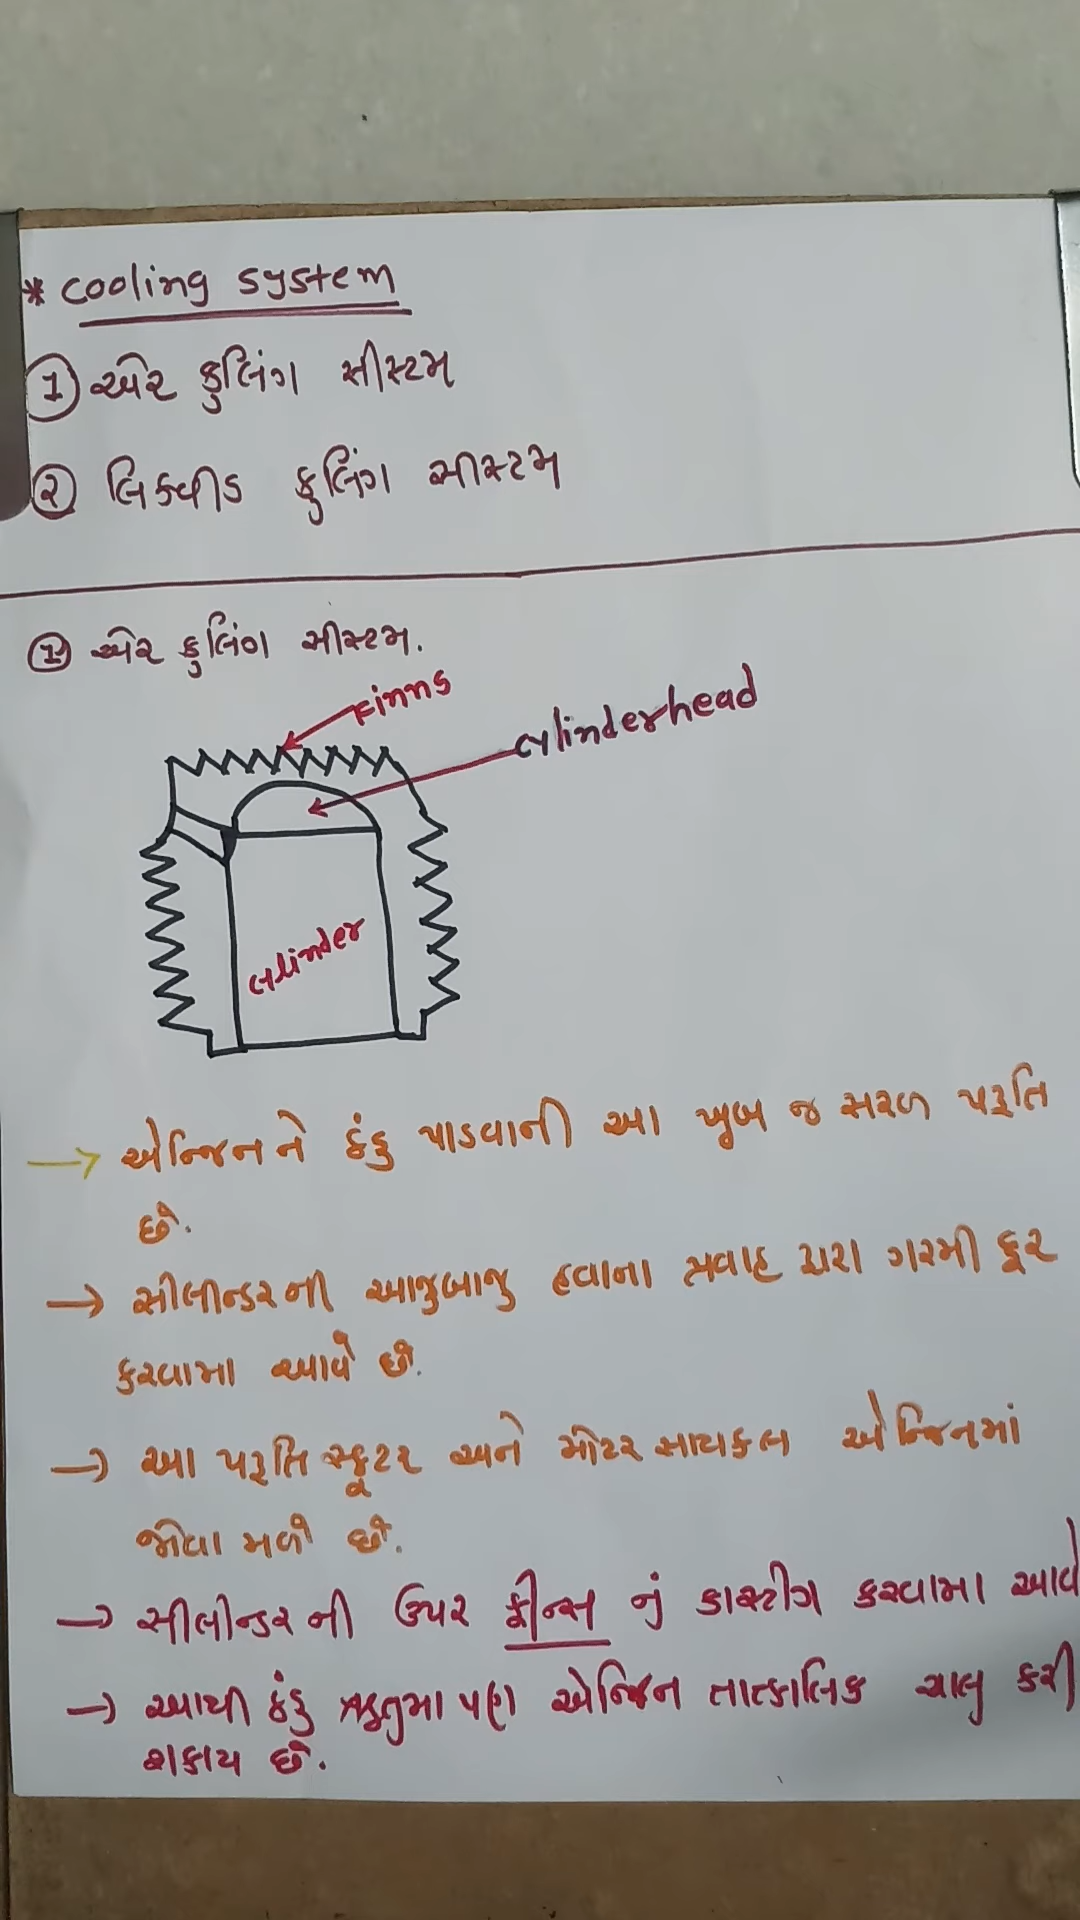 * cooling system
① એર કુલિંગ સીસ્ટમ
② લિકવીડ કુલિંગ સીસ્ટમ
① એર કુલિંગ સીસ્ટમ.
Finns
cylinderhead
cylinder
→ એન્જિનને ઠંડુ પાડવાની આ ખુબ જ સરળ પદ્ધતિ
છે.
→ સીલીન્ડરની આજુબાજુ હવાના પ્રવાહ દ્વારા ગરમી દૂર
કરવામા આવે છે.
→ આ પદ્ધતિ સ્કૂટર અને મોટરસાયકલ એન્જિનમાં
જોવા મળે છે.
→ સીલીન્ડરની ઉપર ફીન્સ નું કાસ્ટીગ કરવામા આવે
→ આથી ઠંડુ ઋતુમા પણ એન્જિન તાત્કાલિક ચાલુ કરી
શકાય છે.